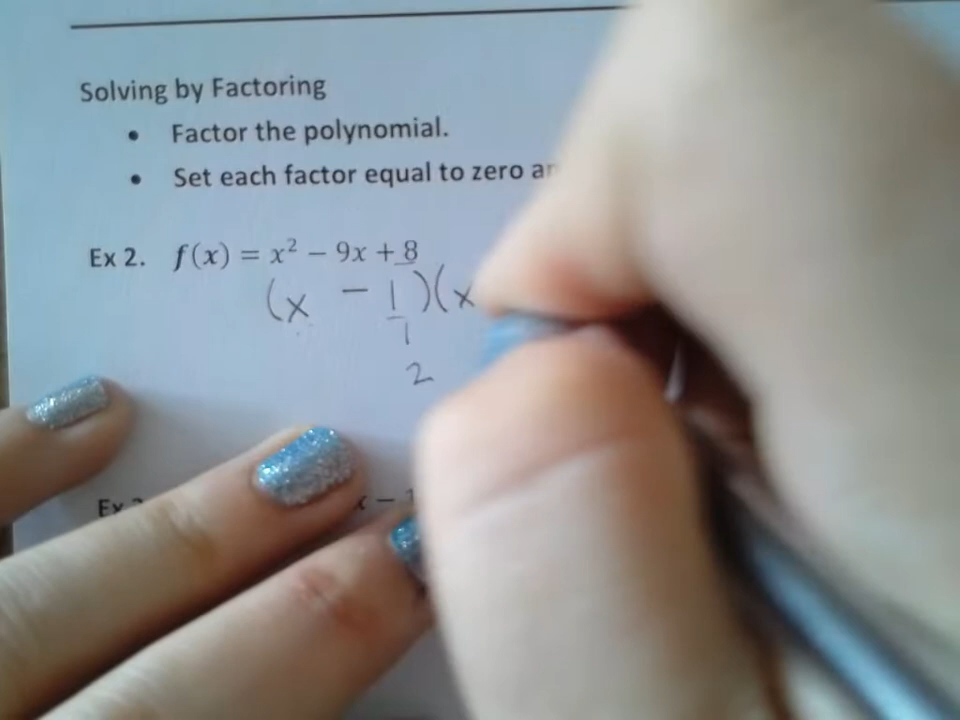 Solving by Factoring
• Factor the polynomial.
• Set each factor equal to zero
Ex 2. f(x) = x² − 9x + 8
(x − 1)(x
1
2
x − 1